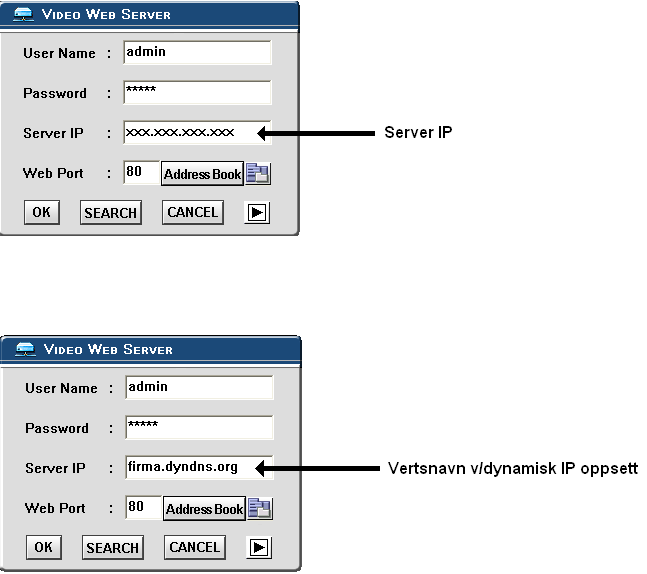 VIDEO WEB SERVER
User Name : admin
Password : *****
Server IP : xxx.xxx.xxx.xxx Server IP
Web Port : 80 Address Book
OK SEARCH CANCEL
VIDEO WEB SERVER
User Name : admin
Password : *****
Server IP : firma.dyndns.org Vertsnavn v/dynamisk IP oppsett
Web Port : 80 Address Book
OK SEARCH CANCEL